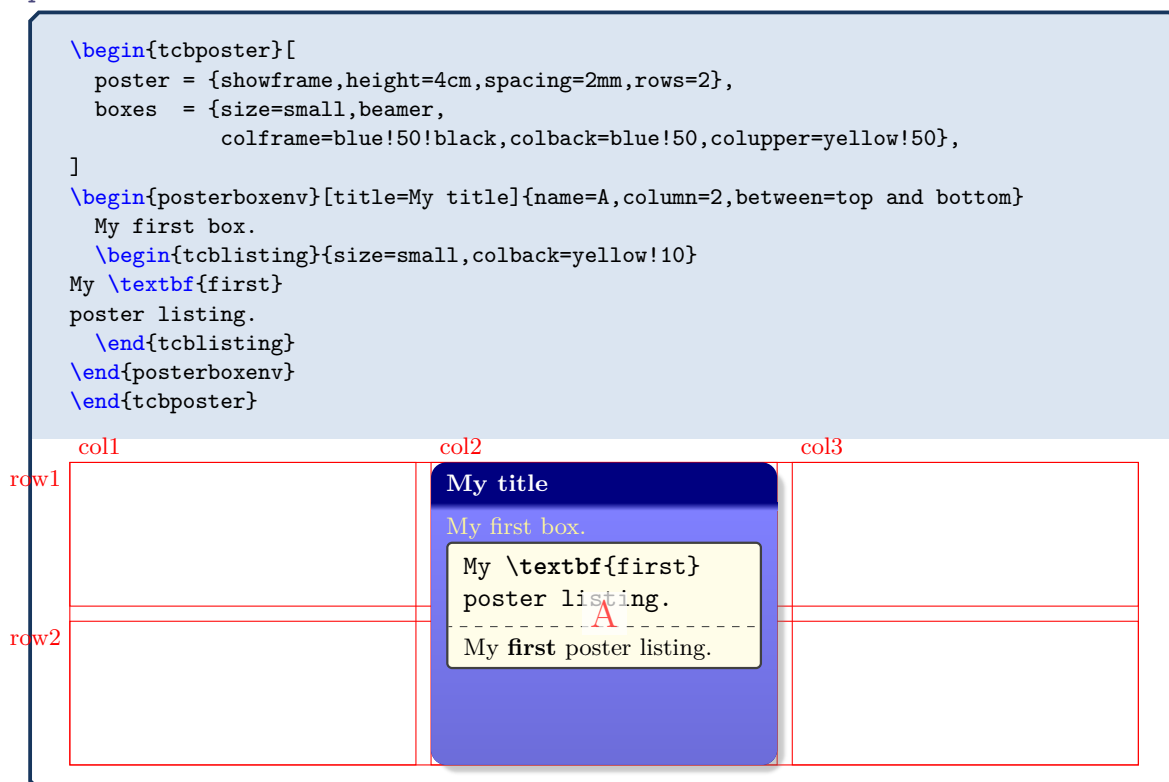 \begin{tcbposter}[
  poster = {showframe,height=4cm,spacing=2mm,rows=2},
  boxes  = {size=small,beamer,
            colframe=blue!50!black,colback=blue!50,colupper=yellow!50},
]
\begin{posterboxenv}[title=My title]{name=A,column=2,between=top and bottom}
  My first box.
  \begin{tcblisting}{size=small,colback=yellow!10}
My \textbf{first}
poster listing.
  \end{tcblisting}
\end{posterboxenv}
\end{tcbposter}
col1 col2 col3
row1
My title
My first box.
My \textbf{first}
poster listing.
A
row2
My first poster listing.